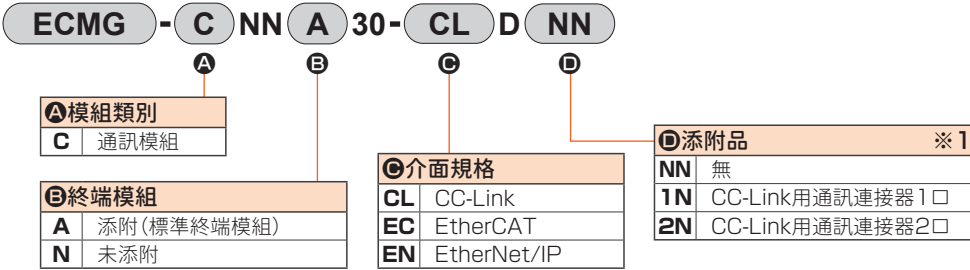 ECMG - C NN A 30 - CL D NN
A B C D
A模組類別
C 通訊模組
B終端模組
A 添附(標準終端模組)
N 未添附
C介面規格
CL CC-Link
EC EtherCAT
EN EtherNet/IP
D添附品 ※1
NN 無
1N CC-Link用通訊連接器1口
2N CC-Link用通訊連接器2口